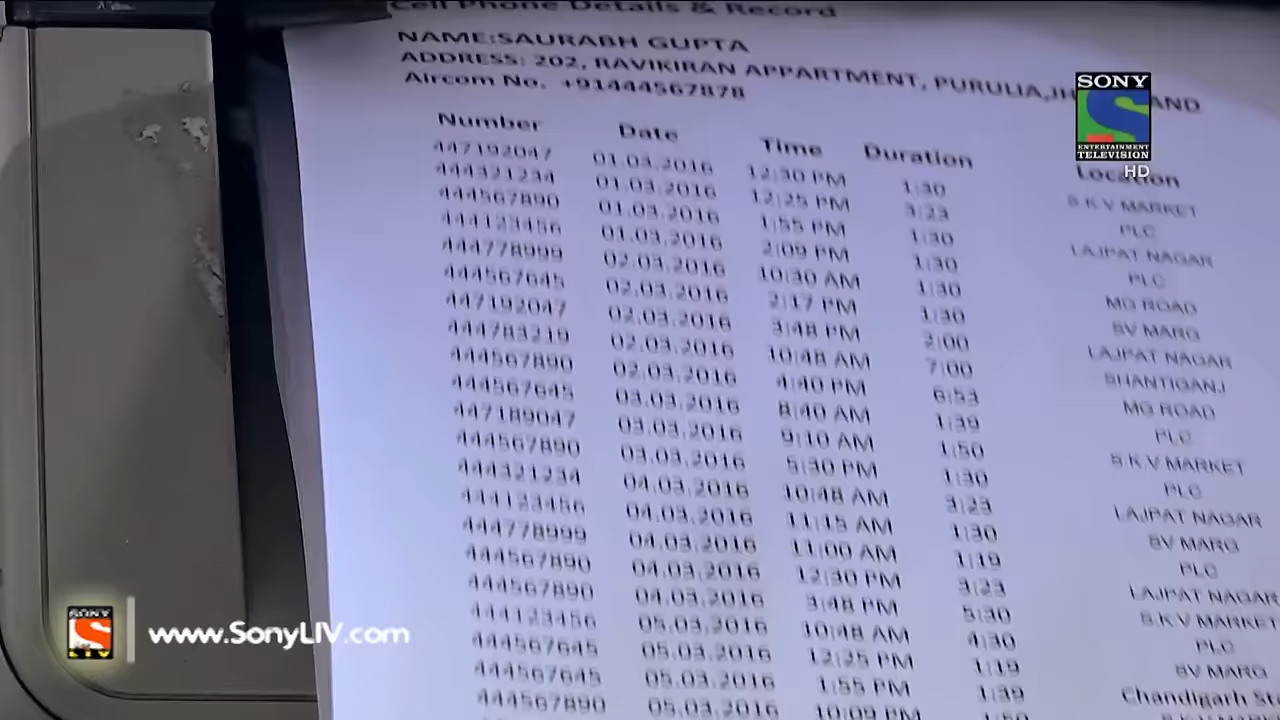 Cell Phone Details & Record
NAME:SAURABH GUPTA
ADDRESS: 202, RAVIKIRAN APPARTMENT, PURULIA,
Aircom No. +91444567878
Number Date Time Duration Location
447192047 01.03.2016 12:30 PM 1:30 S K V MARKET
444321234 01.03.2016 12:25 PM 3:23 PLC
444567890 01.03.2016 1:55 PM 1:30 LAJPAT NAGAR
444123456 01.03.2016 2:09 PM 1:30 PLC
444778999 02.03.2016 10:30 AM 1:30 MG ROAD
444567645 02.03.2016 2:17 PM 1:30 SV MARG
447192047 02.03.2016 3:48 PM 2:00 LAJPAT NAGAR
444783219 02.03.2016 10:48 AM 7:00 SHANTIGANJ
444567890 02.03.2016 4:40 PM 6:53 MG ROAD
444567645 03.03.2016 8:40 AM 1:39 PLC
447189047 03.03.2016 9:10 AM 1:50 S K V MARKET
444567890 03.03.2016 5:30 PM 1:30 PLC
444321234 04.03.2016 10:48 AM 3:23 LAJPAT NAGAR
444123456 04.03.2016 11:15 AM 1:30 SV MARG
444778999 04.03.2016 11:00 AM 1:19 PLC
444567890 04.03.2016 12:30 PM 3:23 LAJPAT NAGAR
444567890 04.03.2016 3:48 PM 5:30 S K V MARKET
444123456 05.03.2016 10:48 AM 4:30 PLC
444567645 05.03.2016 12:25 PM 1:19 SV MARG
444567645 05.03.2016 1:55 PM 1:39 Chandigarh
444567890 05.03.2016 10:09 PM
SONY
ENTERTAINMENT
TELEVISION
HD
SONY
LIV
www.SonyLIV.com